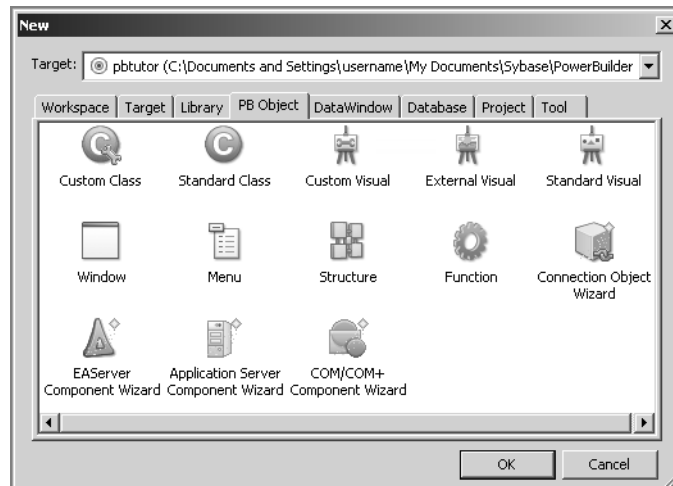 New
Target: pbtutor (C:\Documents and Settings\username\My Documents\Sybase\PowerBuilder
Workspace Target Library PB Object DataWindow Database Project Tool
Custom Class Standard Class Custom Visual External Visual Standard Visual
Window Menu Structure Function Connection Object
Wizard
EAServer Application Server COM/COM+
Component Wizard Component Wizard Component Wizard
OK Cancel